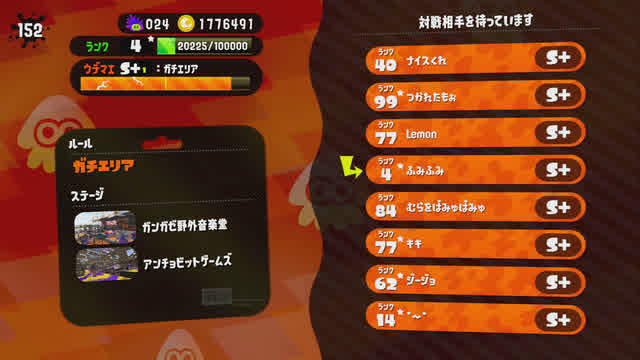 152
024
1776491
ランク 4★ 20225/100000
ウデマエ S+ 1 : ガチエリア
ルール
ガチエリア
ステージ
ガンガゼ野外音楽堂
アンチョビットゲームズ
対戦相手を待っています
ランク 40 ナイスくれ S+
ランク 99★ つかれたもぉ S+
ランク 77 Lemon S+
ランク 4★ ふみふみ S+
ランク 84 むらをぱみゅぱみゅ S+
ランク 77★ キキ S+
ランク 62★ ジージョ S+
ランク 14★ S+